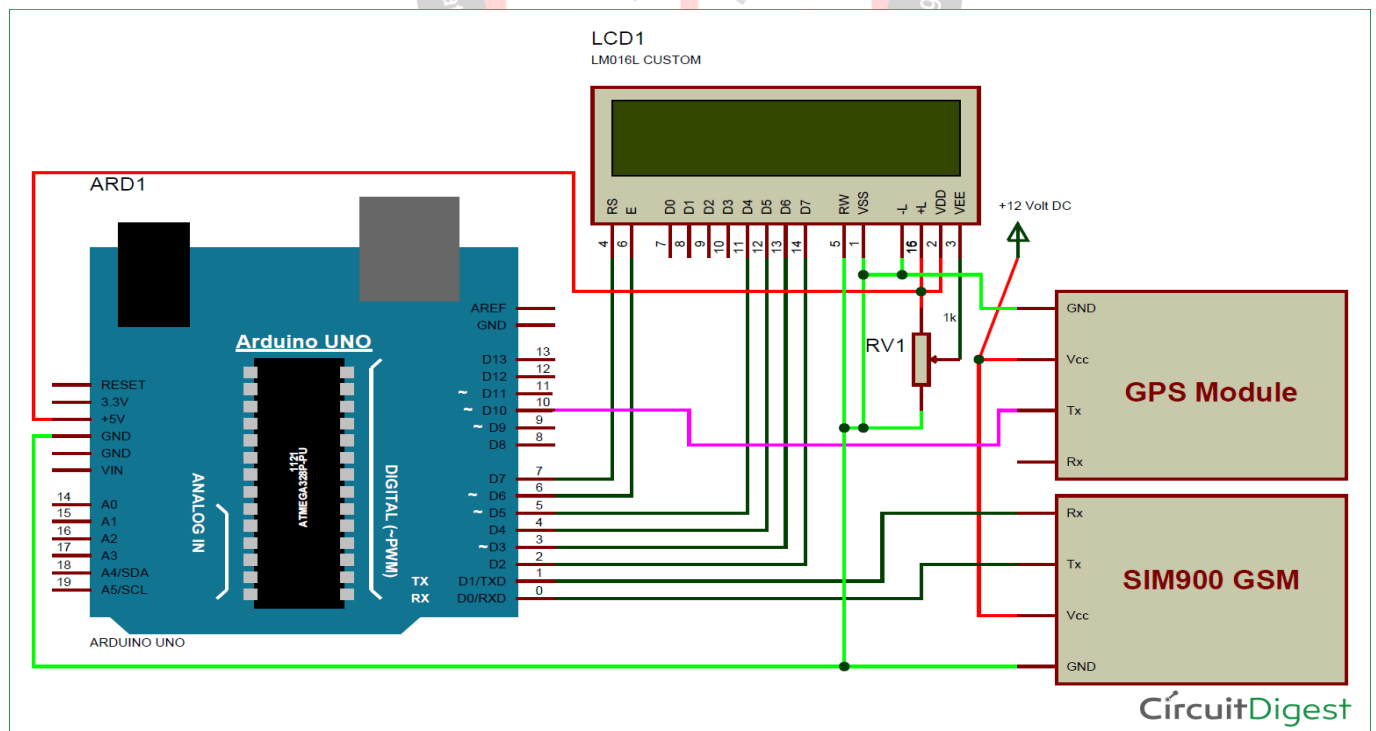 LCD1
LM016L CUSTOM
RS
E
D0
D1
D2
D3
D4
D5
D6
D7
RW
VSS
-L
+L
VDD
VEE
4
6
7
8
9
10
11
12
13
14
5
1
16
15
2
3
+12 Volt DC
ARD1
Arduino UNO
1121
ATMEGA328P-PU
RESET
3.3V
+5V
GND
GND
VIN
ANALOG IN
14 A0
15 A1
16 A2
17 A3
18 A4/SDA
19 A5/SCL
AREF
GND
D13 13
D12 12
~ D11 11
~ D10 10
~ D9 9
D8 8
DIGITAL (~PWM)
D7 7
~ D6 6
~ D5 5
D4 4
~ D3 3
D2 2
TX D1/TXD 1
RX D0/RXD 0
ARDUINO UNO
1k
RV1
GND
Vcc
Tx
Rx
GPS Module
Rx
Tx
Vcc
GND
SIM900 GSM
CircuitDigest